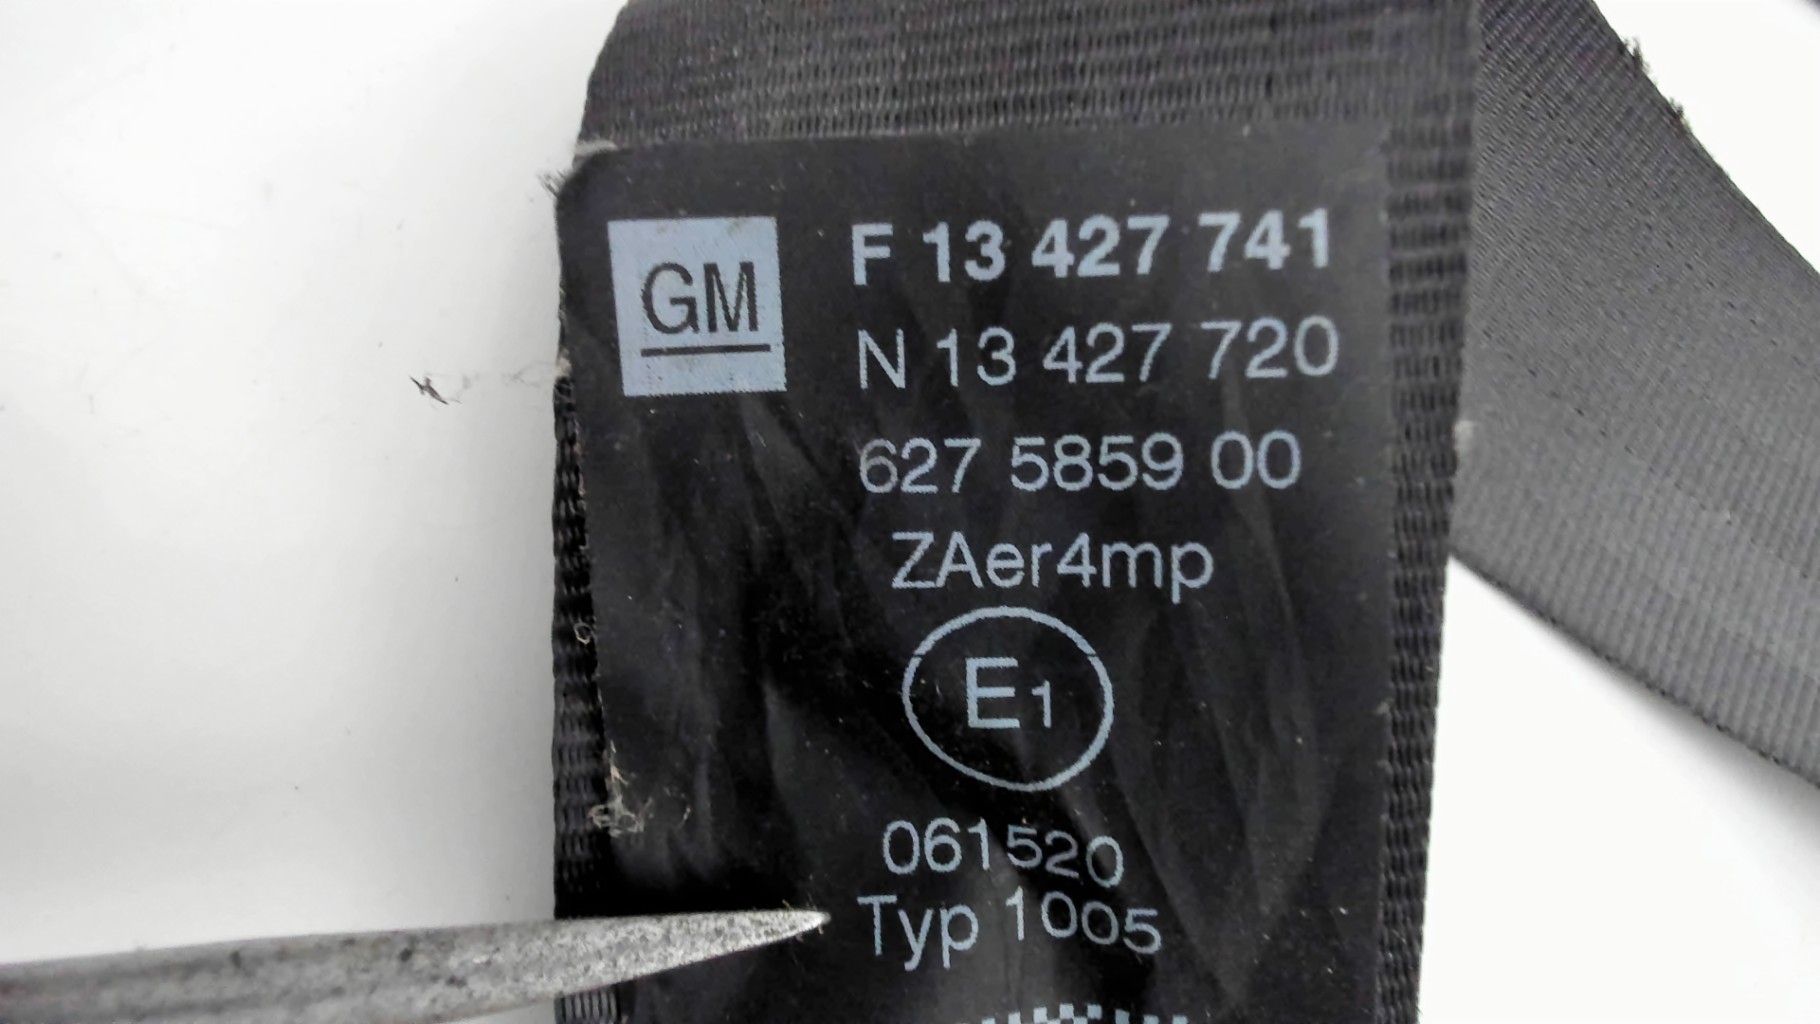 GM
F 13 427 741
N 13 427 720
627 5859 00
ZAer4mp
E1
061520
Typ 1005